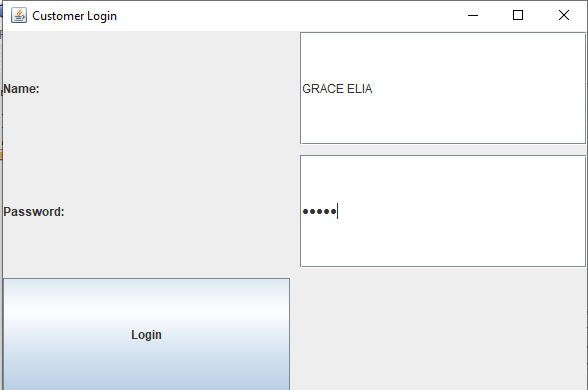 Customer Login
Name:
GRACE ELIA
Password:
•••••
Login